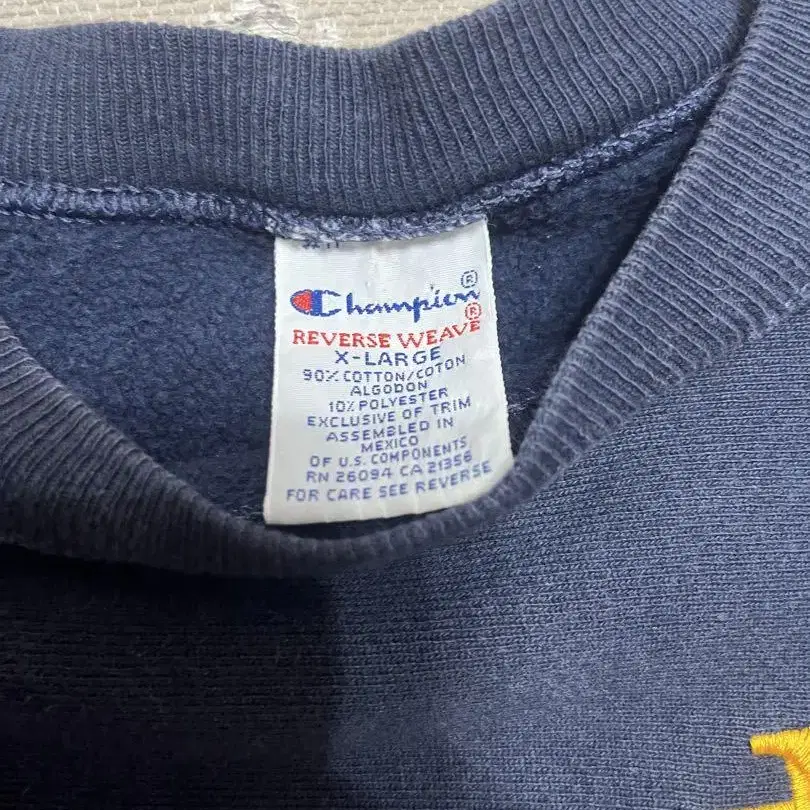 Champion®
REVERSE WEAVE®
X-LARGE
90% COTTON/COTON
ALGODON
10% POLYESTER
EXCLUSIVE OF TRIM
ASSEMBLED IN
MEXICO
OF U.S. COMPONENTS
RN 26094 CA 21356
FOR CARE SEE REVERSE